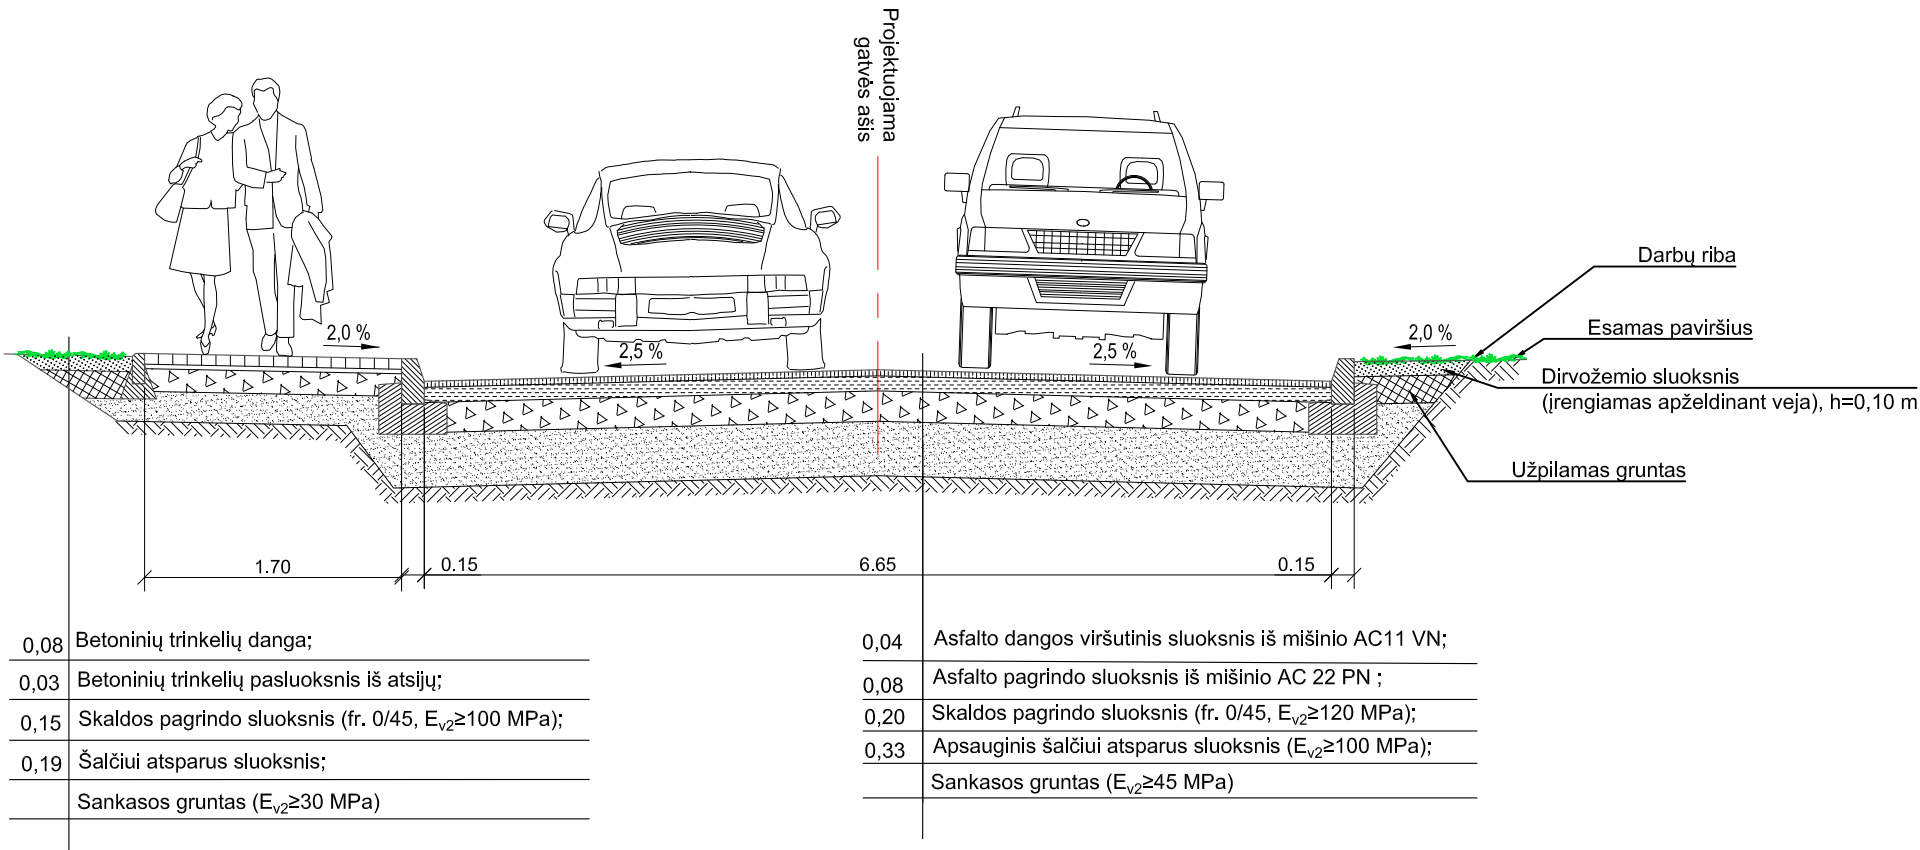 Projektuojama
gatvės ašis
2,0 %
2,5 %
2,5 %
2,0 %
Darbų riba
Esamas paviršius
Dirvožemio sluoksnis
(įrengiamas apželdinant veja), h=0,10 m
Užpilamas gruntas
1.70
0.15
6.65
0.15
0,08 Betoninių trinkelių danga;
0,03 Betoninių trinkelių pasluoksnis iš atsijų;
0,15 Skaldos pagrindo sluoksnis (fr. 0/45, Ev2≥100 MPa);
0,19 Šalčiui atsparus sluoksnis;
Sankasos gruntas (Ev2≥30 MPa)
0,04 Asfalto dangos viršutinis sluoksnis iš mišinio AC11 VN;
0,08 Asfalto pagrindo sluoksnis iš mišinio AC 22 PN ;
0,20 Skaldos pagrindo sluoksnis (fr. 0/45, Ev2≥120 MPa);
0,33 Apsauginis šalčiui atsparus sluoksnis (Ev2≥100 MPa);
Sankasos gruntas (Ev2≥45 MPa)